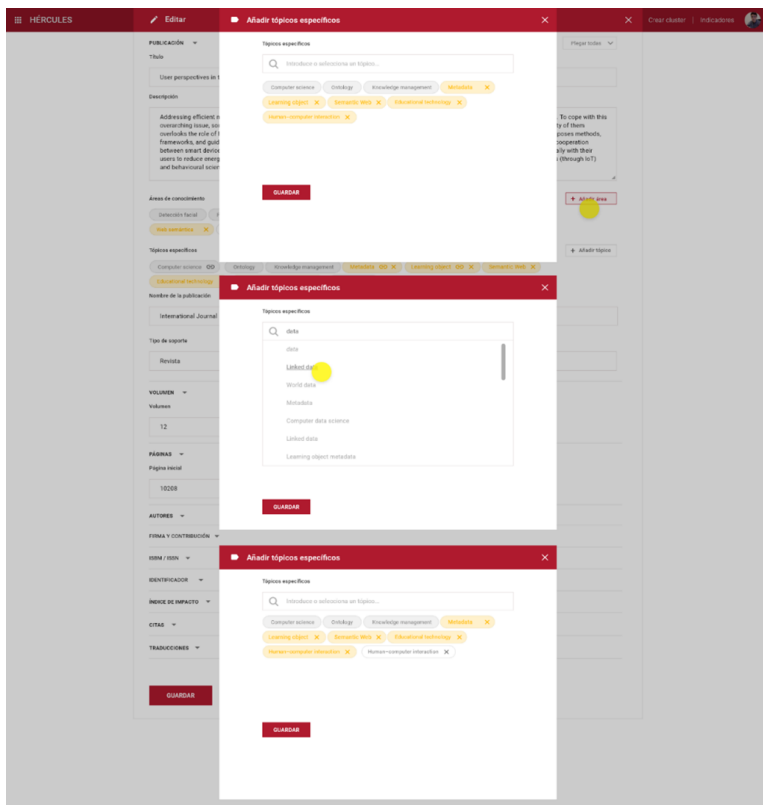 HÉRCULES
Editar
Añadir tópicos específicos
Crear cluster | Indicadores
PUBLICACIÓN
Plegar todas
Título
User perspectives in t
Descripción
Addressing efficient
overarching issue, so
overlooks the role of
frameworks, and guid
between smart device
users to reduce energ
and behavioural scien
To cope with this
ty of them
poses methods,
ooperation
lly with their
(through IoT)
Áreas de conocimiento
+ Añadir área
Detección facial
Web semántica
Tópicos específicos
+ Añadir tópico
Computer science
Ontology
Knowledge management
Metadata
Learning object
Semantic Web
Educational technology
Nombre de la publicación
International Journal
Tipo de soporte
Revista
VOLUMEN
Volumen
12
PÁGINAS
Página inicial
10208
AUTORES
FIRMA Y CONTRIBUCIÓN
ISBM / ISSN
IDENTIFICADOR
ÍNDICE DE IMPACTO
CITAS
TRADUCCIONES
GUARDAR
Tópicos específicos
Introduce o selecciona un tópico...
Computer science
Ontology
Knowledge management
Metadata
Learning object
Semantic Web
Educational technology
Human-computer interaction
GUARDAR
Añadir tópicos específicos
Tópicos específicos
data
data
Linked data
World data
Metadata
Computer data science
Linked data
Learning object metadata
GUARDAR
Añadir tópicos específicos
Tópicos específicos
Introduce o selecciona un tópico...
Computer science
Ontology
Knowledge management
Metadata
Learning object
Semantic Web
Educational technology
Human-computer interaction
Human-computer interaction
GUARDAR